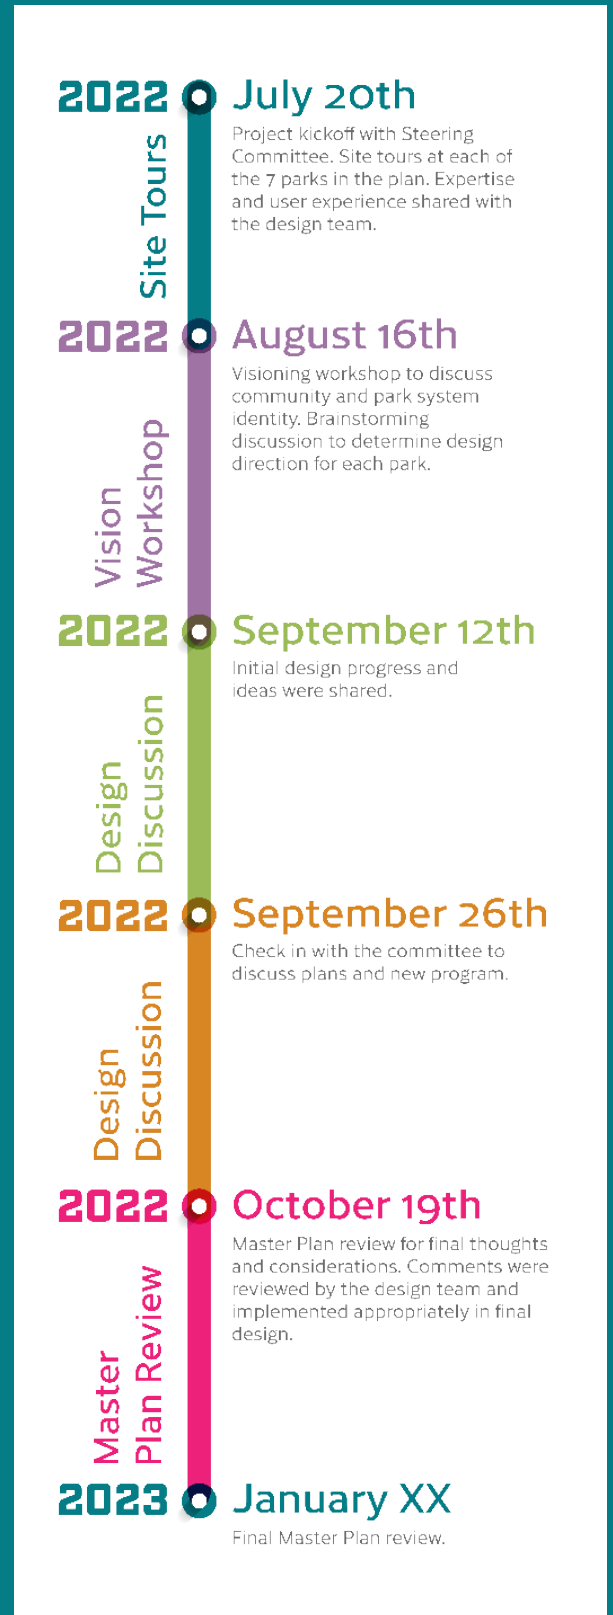 2022 July 20th
Site Tours
Project kickoff with Steering
Committee. Site tours at each of
the 7 parks in the plan. Expertise
and user experience shared with
the design team.
2022 August 16th
Vision
Workshop
Visioning workshop to discuss
community and park system
identity. Brainstorming
discussion to determine design
direction for each park.
2022 September 12th
Design
Discussion
Initial design progress and
ideas were shared.
2022 September 26th
Design
Discussion
Check in with the committee to
discuss plans and new program.
2022 October 19th
Master
Plan Review
Master Plan review for final thoughts
and considerations. Comments were
reviewed by the design team and
implemented appropriately in final
design.
2023 January XX
Final Master Plan review.